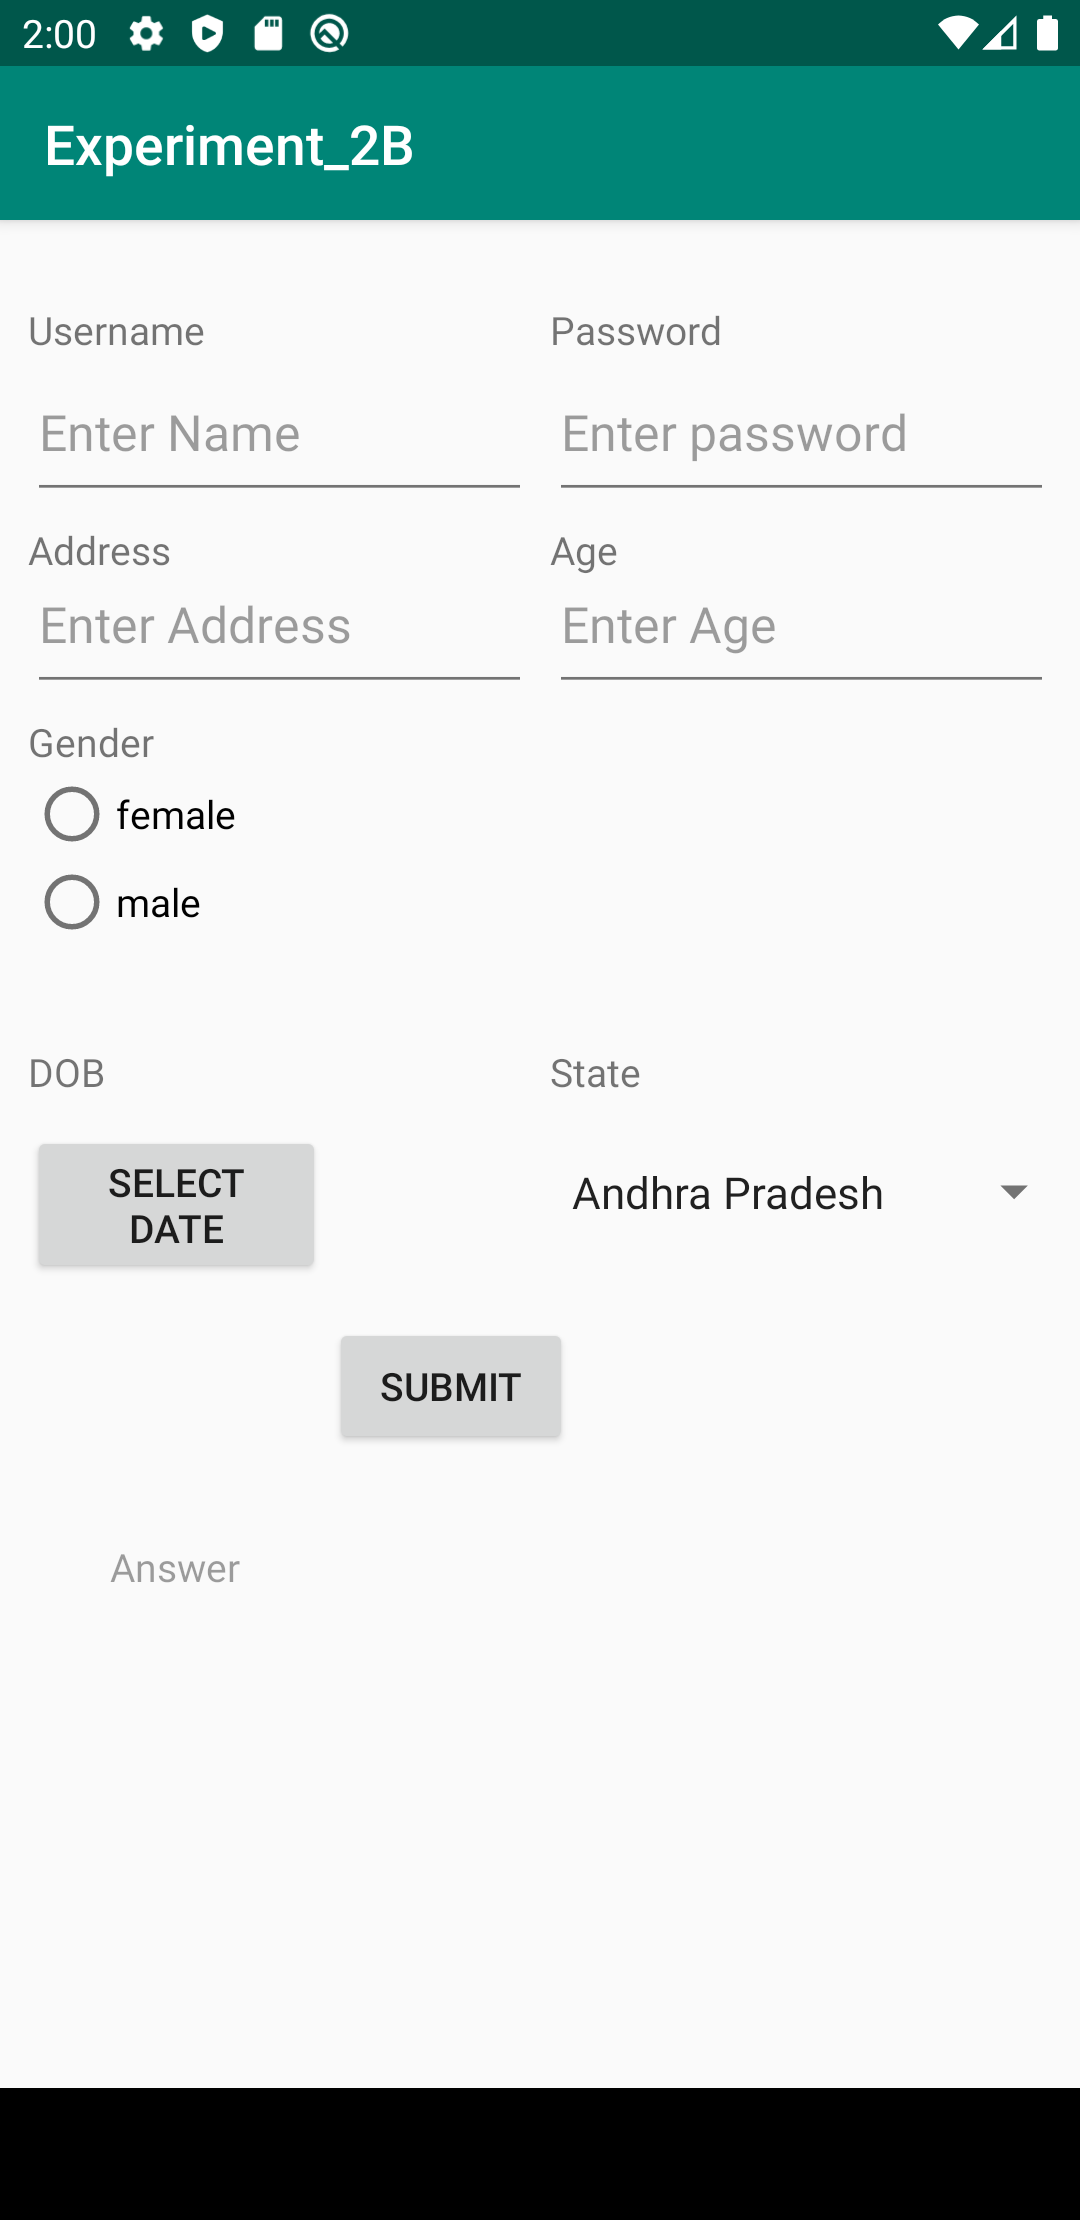 2:00
Experiment_2B
Username Password
Enter Name Enter password
Address Age
Enter Address Enter Age
Gender
female
male
DOB State
SELECT
DATE
Andhra Pradesh
SUBMIT
Answer